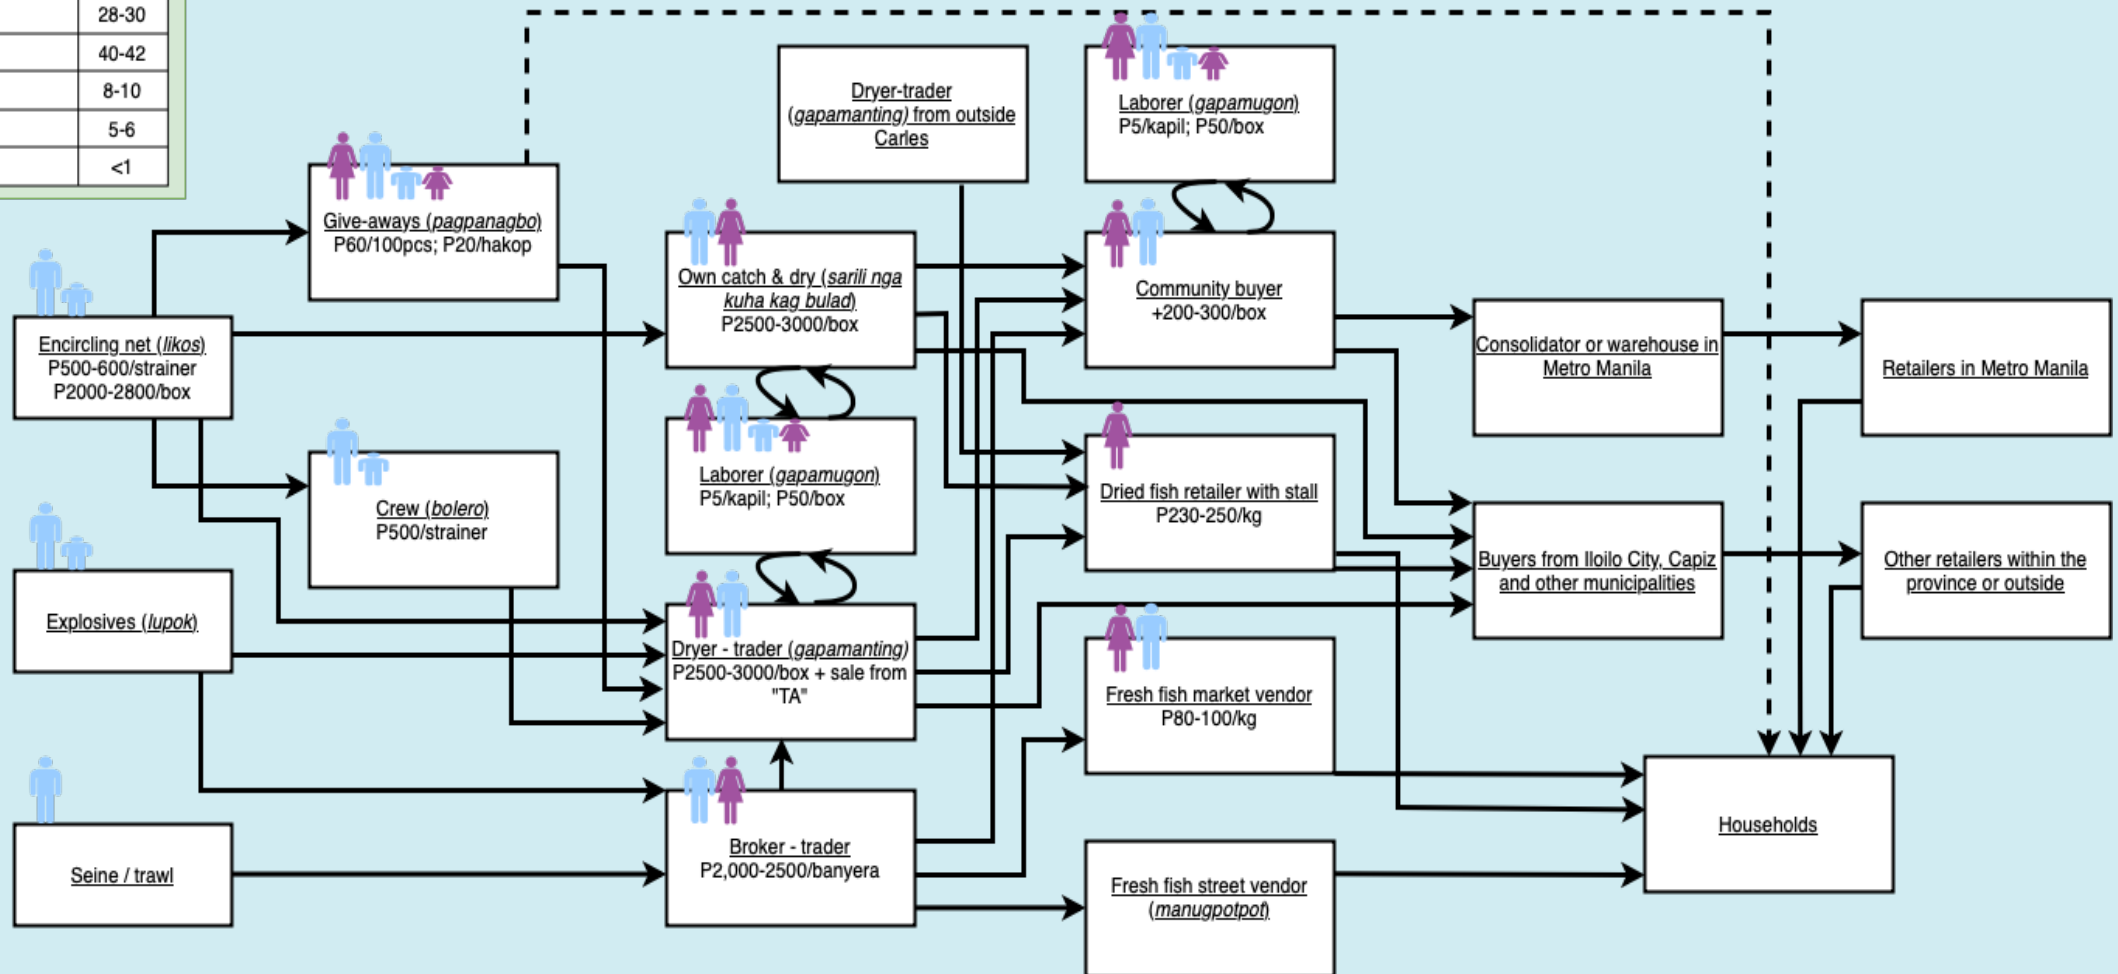 28-30
40-42
8-10
5-6
<1
Give-aways (pagpanagbo)
P60/100pcs; P20/hakop
Encircling net (likos)
P500-600/strainer
P2000-2800/box
Crew (bolero)
P500/strainer
Explosives (lupok)
Seine / trawl
Dryer-trader
(gapamanting) from outside
Carles
Own catch & dry (sarili nga
kuha kag bulad)
P2500-3000/box
Laborer (gapamugon)
P5/kapil; P50/box
Dryer - trader (gapamanting)
P2500-3000/box + sale from
"TA"
Broker - trader
P2,000-2500/banyera
Laborer (gapamugon)
P5/kapil; P50/box
Community buyer
+200-300/box
Dried fish retailer with stall
P230-250/kg
Fresh fish market vendor
P80-100/kg
Fresh fish street vendor
(manugpotpot)
Consolidator or warehouse in
Metro Manila
Buyers from Iloilo City, Capiz
and other municipalities
Retailers in Metro Manila
Other retailers within the
province or outside
Households